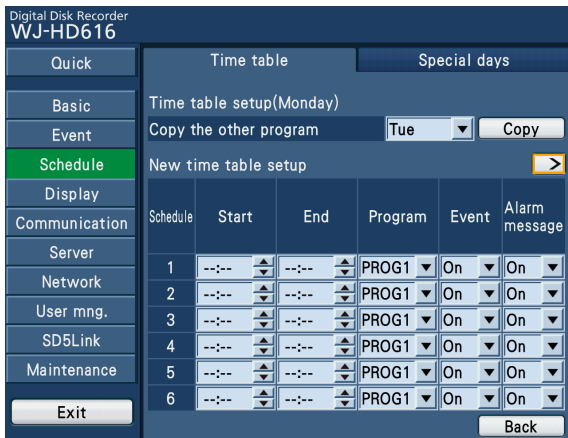 Digital Disk Recorder
WJ-HD616
Quick
Basic
Event
Schedule
Display
Communication
Server
Network
User mng.
SD5Link
Maintenance
Exit
Time table
Special days
Time table setup(Monday)
Copy the other program Tue Copy
New time table setup >
Schedule Start End Program Event Alarm message
1 --:-- --:-- PROG1 On On
2 --:-- --:-- PROG1 On On
3 --:-- --:-- PROG1 On On
4 --:-- --:-- PROG1 On On
5 --:-- --:-- PROG1 On On
6 --:-- --:-- PROG1 On On
Back